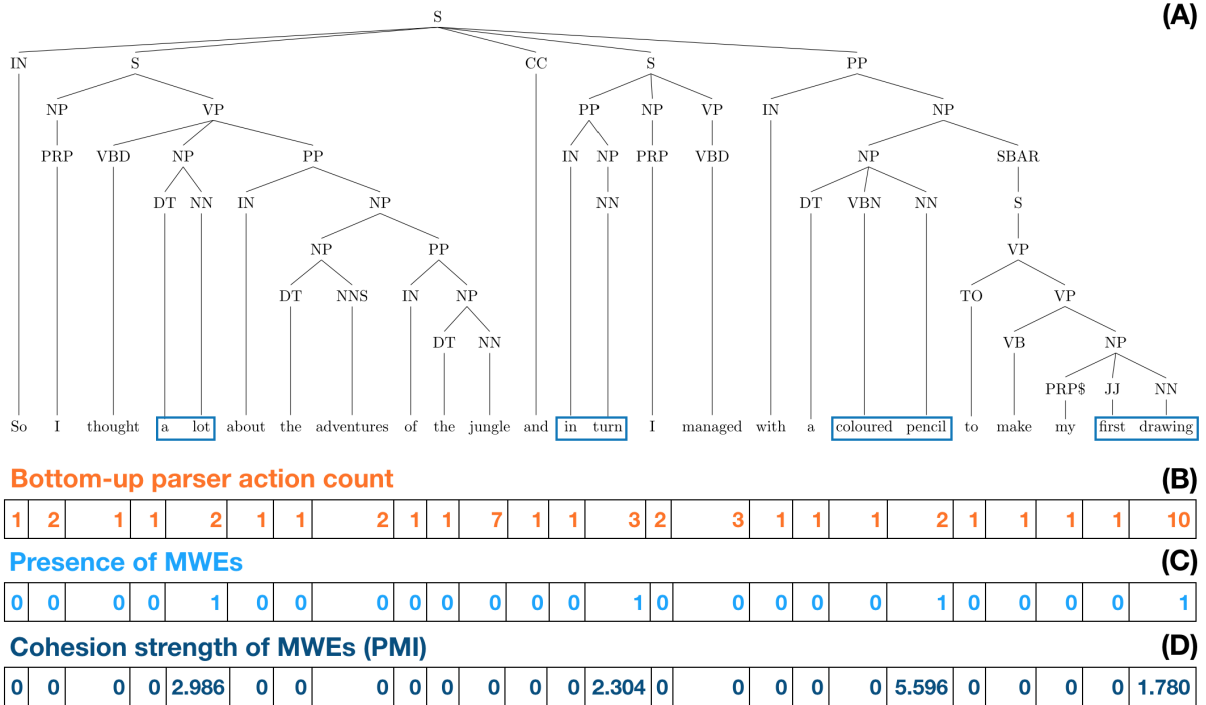 S (A)
IN S CC S PP
NP VP PP NP VP IN NP
PRP VBD NP PP IN NP PRP VBD NP SBAR
DT NN IN NP NN DT VBN NN S
NP PP VP
DT NNS IN NP TO VP
DT NN VB NP
PRP$ JJ NN
So I thought a lot about the adventures of the jungle and in turn I managed with a coloured pencil to make my first drawing
Bottom-up parser action count (B)
1 2 1 1 2 1 1 2 1 1 7 1 1 3 2 3 1 1 1 2 1 1 1 1 10
Presence of MWEs (C)
0 0 0 0 1 0 0 0 0 0 0 0 0 1 0 0 0 0 0 1 0 0 0 0 1
Cohesion strength of MWEs (PMI) (D)
0 0 0 0 2.986 0 0 0 0 0 0 0 0 2.304 0 0 0 0 0 5.596 0 0 0 0 1.780